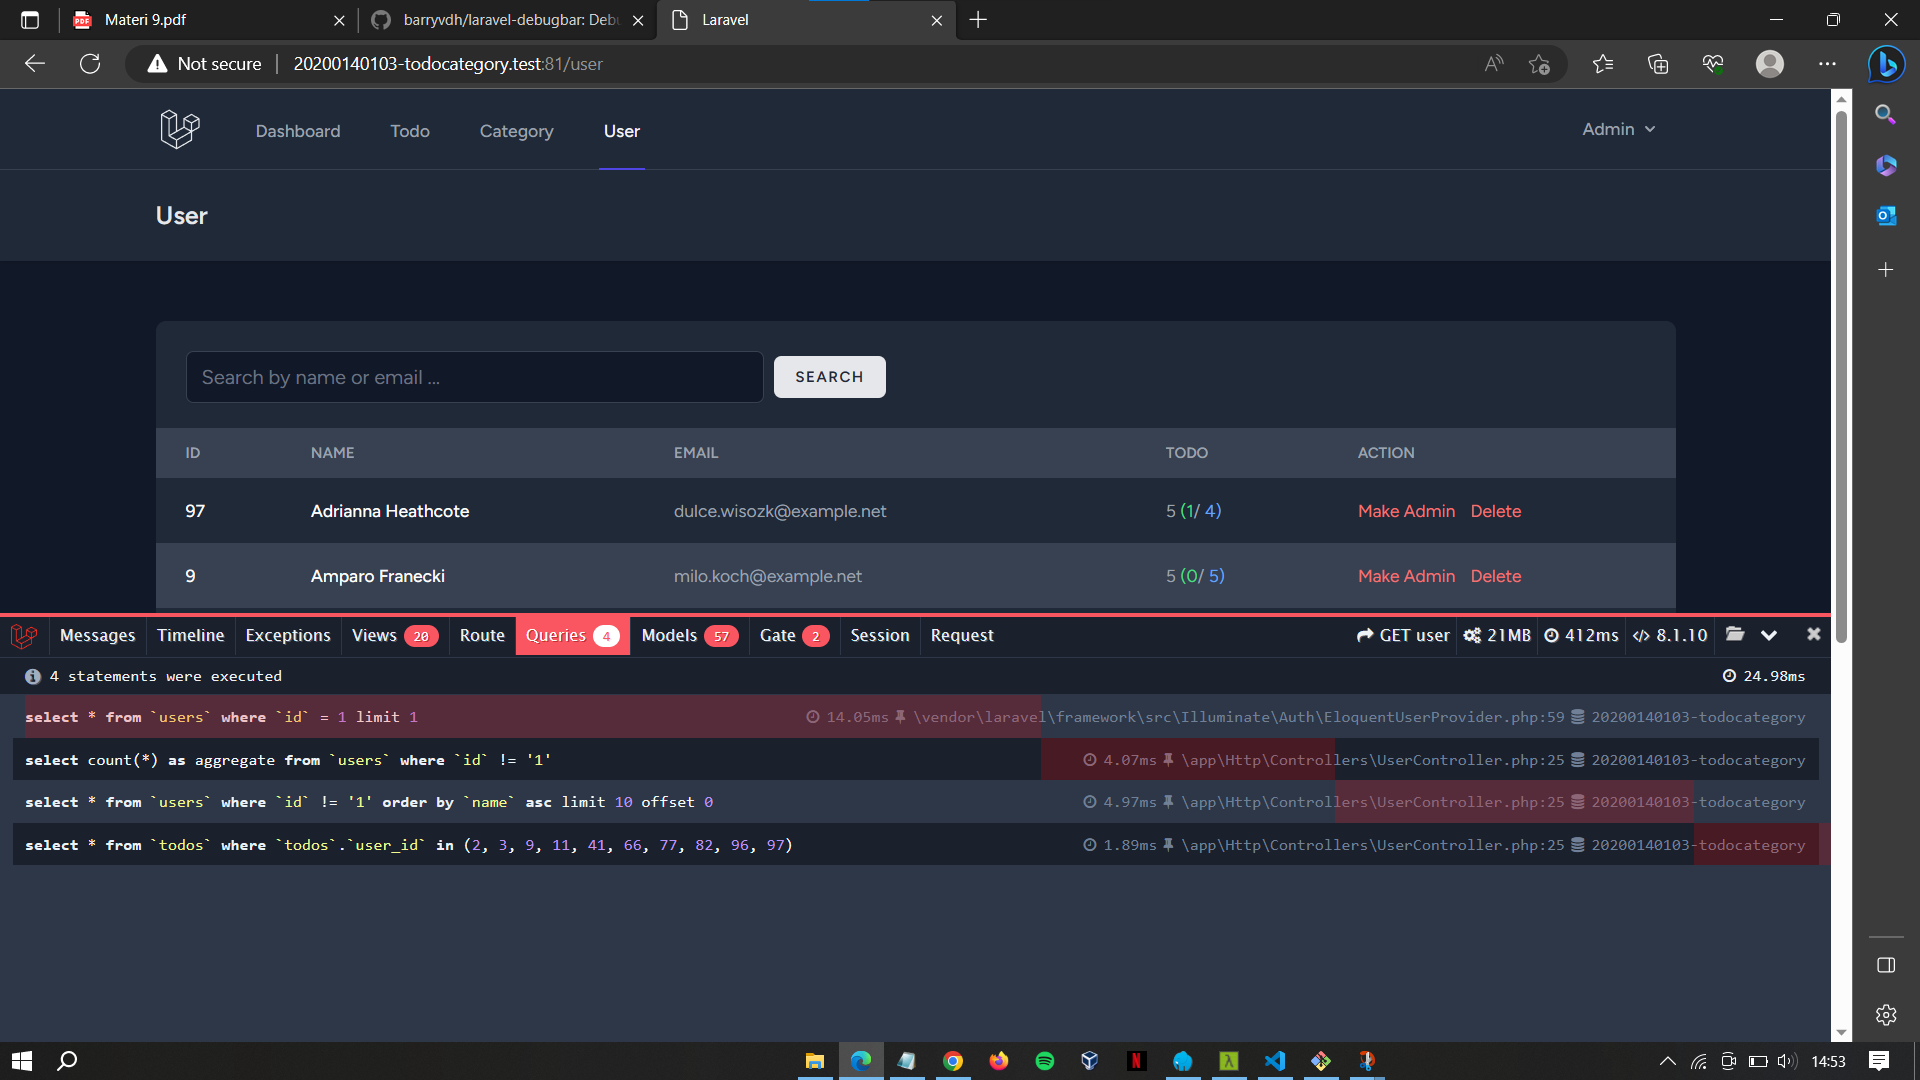 Materi 9.pdf
barryvdh/laravel-debugbar: Deb
Laravel
Not secure 20200140103-todocategory.test:81/user
Dashboard Todo Category User Admin
User
Search by name or email ... SEARCH
ID NAME EMAIL TODO ACTION
97 Adrianna Heathcote dulce.wisozk@example.net 5 (1/ 4) Make Admin Delete
9 Amparo Franecki milo.koch@example.net 5 (0/ 5) Make Admin Delete
Messages Timeline Exceptions Views 20 Route Queries 4 Models 57 Gate 2 Session Request GET user 21MB 412ms </> 8.1.10
4 statements were executed 24.98ms
select * from `users` where `id` = 1 limit 1 14.05ms \vendor\laravel\framework\src\Illuminate\Auth\EloquentUserProvider.php:59 20200140103-todocategory
select count(*) as aggregate from `users` where `id` != '1' 4.07ms \app\Http\Controllers\UserController.php:25 20200140103-todocategory
select * from `users` where `id` != '1' order by `name` asc limit 10 offset 0 4.97ms \app\Http\Controllers\UserController.php:25 20200140103-todocategory
select * from `todos` where `todos`.`user_id` in (2, 3, 9, 11, 41, 66, 77, 82, 96, 97) 1.89ms \app\Http\Controllers\UserController.php:25 20200140103-todocategory
14:53